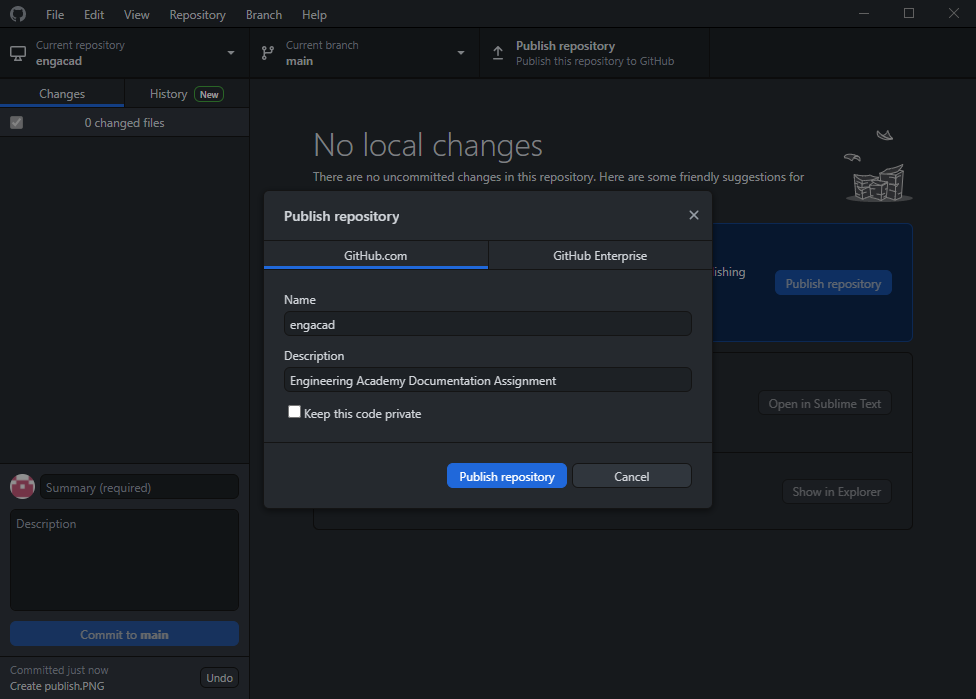 File Edit View Repository Branch Help
Current repository
engacad
Current branch
main
Publish repository
Publish this repository to GitHub
Changes
History New
0 changed files
No local changes
There are no uncommitted changes in this repository. Here are some friendly suggestions for
Publish repository
GitHub.com
GitHub Enterprise
ishing
Publish repository
Name
engacad
Description
Engineering Academy Documentation Assignment
Keep this code private
Open in Sublime Text
Publish repository
Cancel
Show in Explorer
Summary (required)
Description
Commit to main
Committed just now
Create publish.PNG
Undo